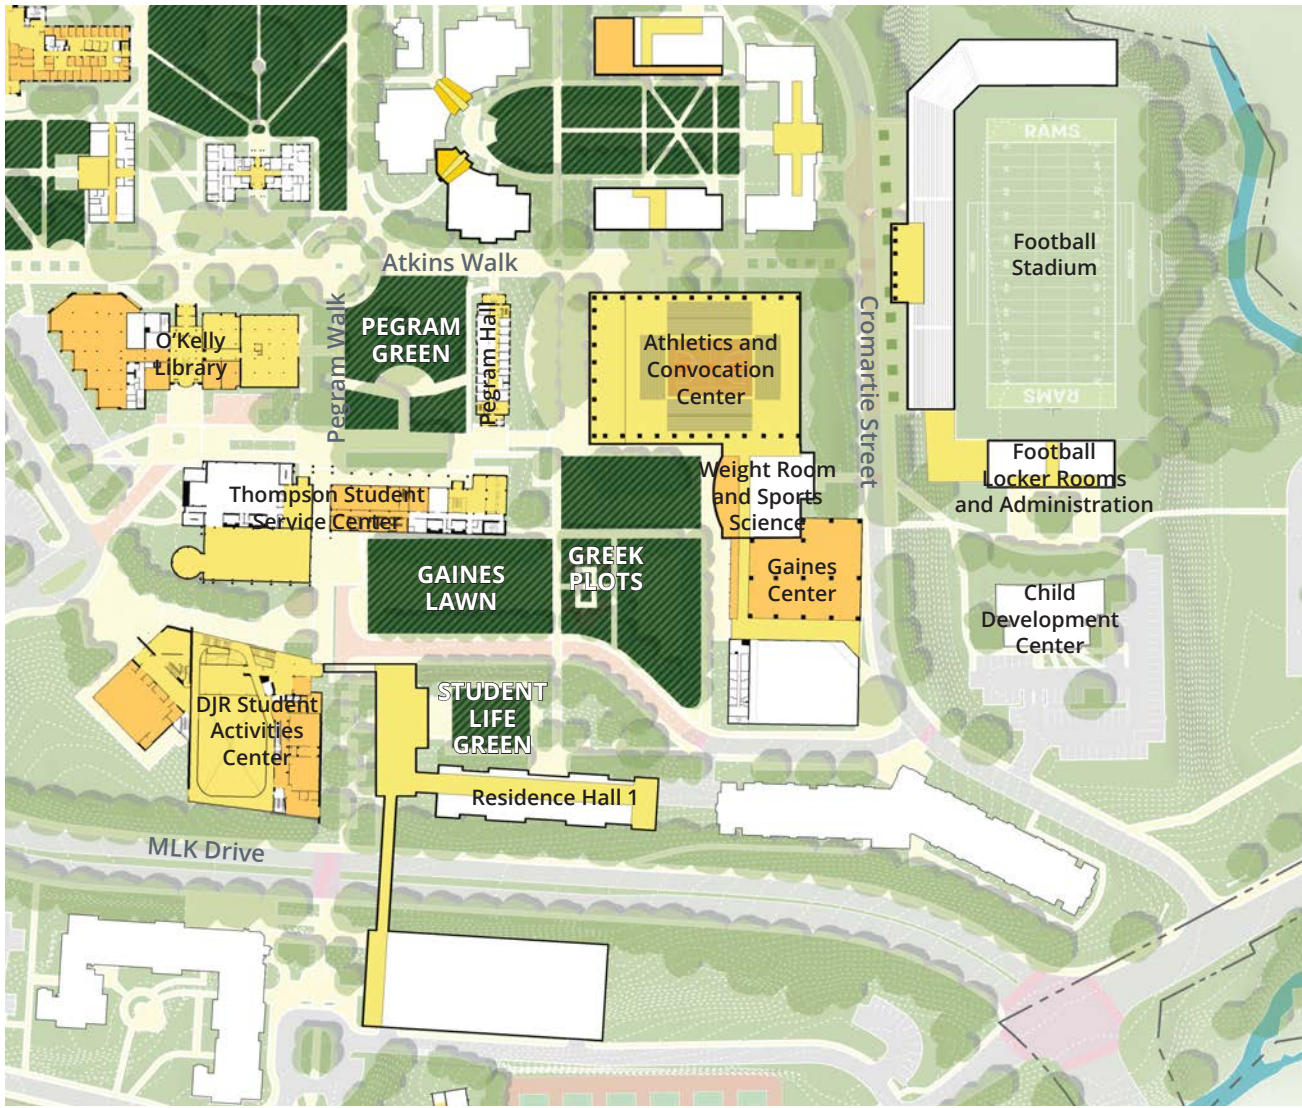 RAMS
Football
Stadium
Atkins Walk
Pegram Walk
PEGRAM
GREEN
Pegram Hall
O'Kelly
Library
Athletics and
Convocation
Center
Cromartie Street
RAMS
Football
Locker Rooms
and Administration
Weight Room
and Sports
Science
Thompson Student
Service Center
GREEK
PLOTS
GAINES
LAWN
Gaines
Center
Child
Development
Center
STUDENT
LIFE
GREEN
DJR Student
Activities
Center
Residence Hall 1
MLK Drive